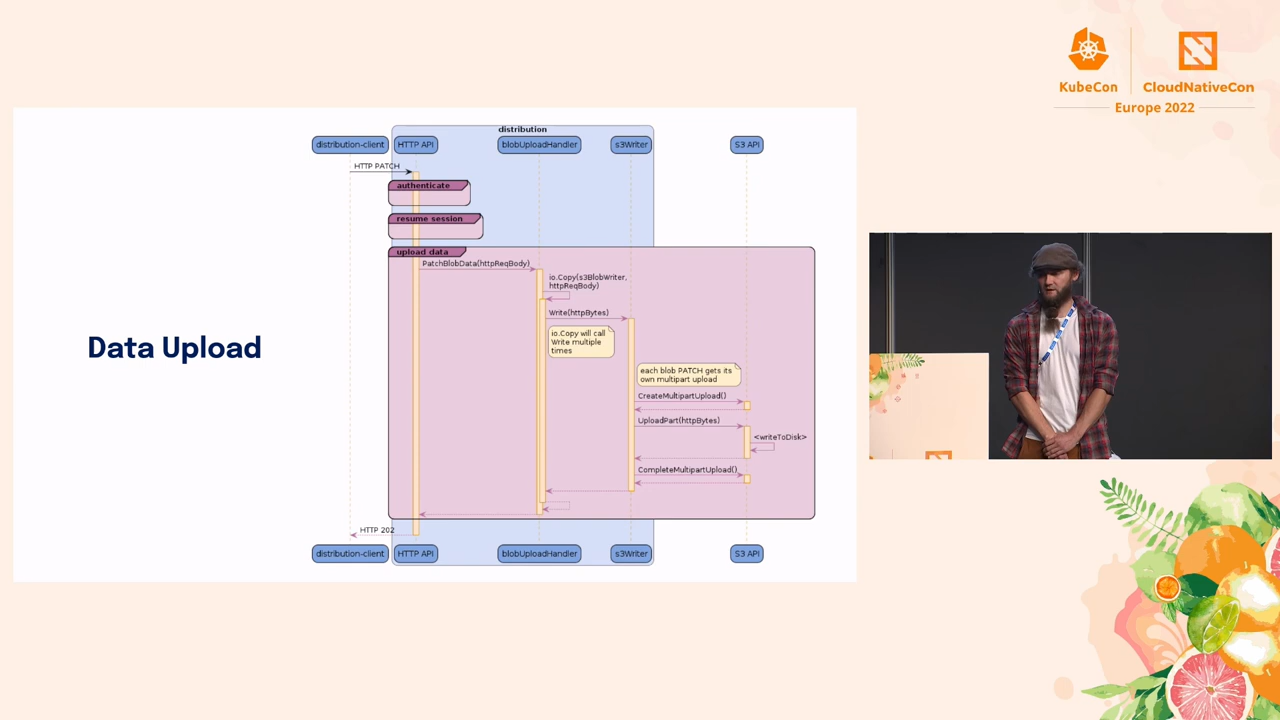 KubeCon
CloudNativeCon
Europe 2022
Data Upload
distribution
distribution-client
HTTP API
blobUploadHandler
s3Writer
S3 API
HTTP PATCH
authenticate
resume session
upload data
PatchBlobData(httpReqBody)
io.Copy(s3BlobWriter,
httpReqBody)
Write(httpBytes)
io.Copy will call
Write multiple
times
each blob PATCH gets its
own multipart upload
CreateMultipartUpload()
UploadPart(httpBytes)
<writeToDisk>
CompleteMultipartUpload()
HTTP 202
distribution-client
HTTP API
blobUploadHandler
s3Writer
S3 API